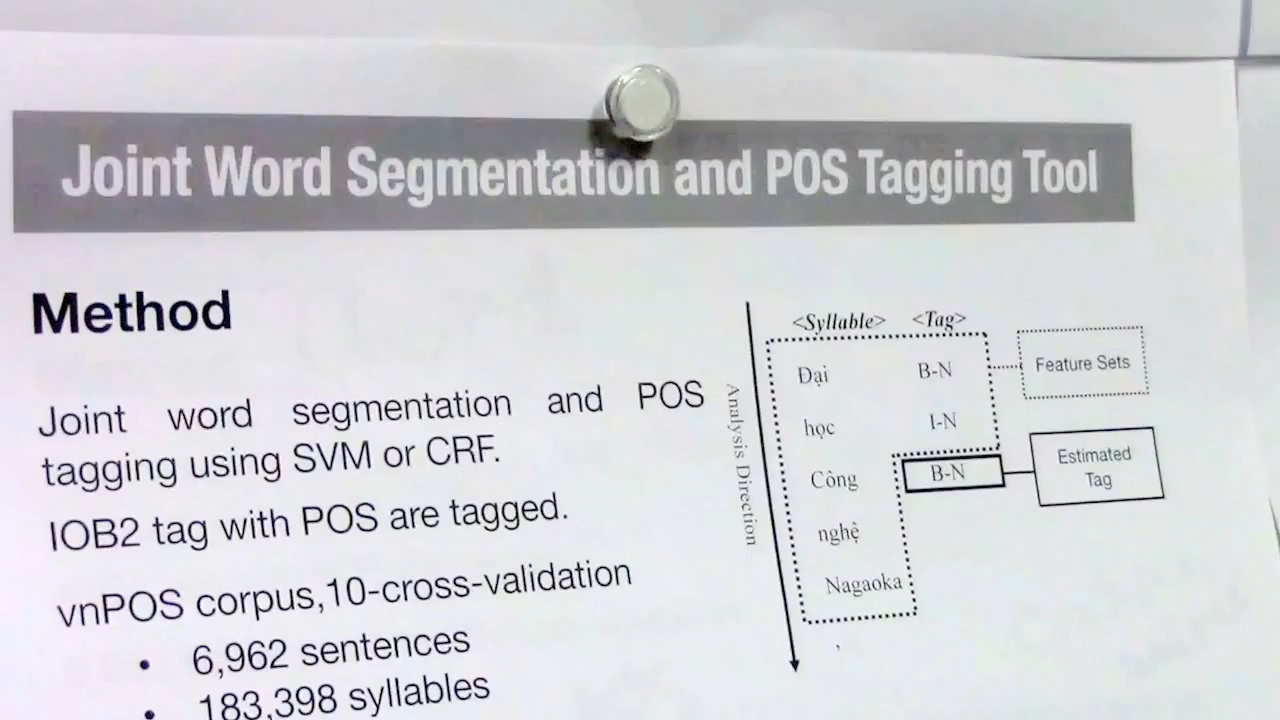 Joint Word Segmentation and POS Tagging Tool
Method
Joint word segmentation and POS
tagging using SVM or CRF.
IOB2 tag with POS are tagged.
vnPOS corpus,10-cross-validation
• 6,962 sentences
• 183,398 syllables
Analysis Direction
<Syllable> <Tag>
Đại B-N
học I-N
Công B-N
nghệ
Nagaoka
Feature Sets
Estimated
Tag